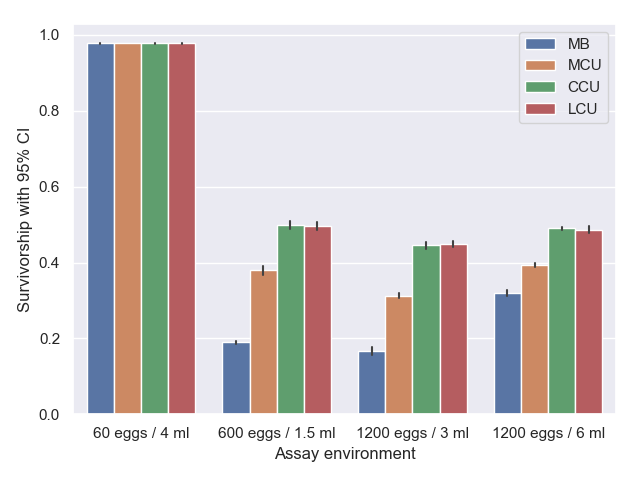 1.0
0.8
0.6
0.4
0.2
0.0
Survivorship with 95% CI
MB
MCU
CCU
LCU
60 eggs / 4 ml
600 eggs / 1.5 ml
1200 eggs / 3 ml
1200 eggs / 6 ml
Assay environment